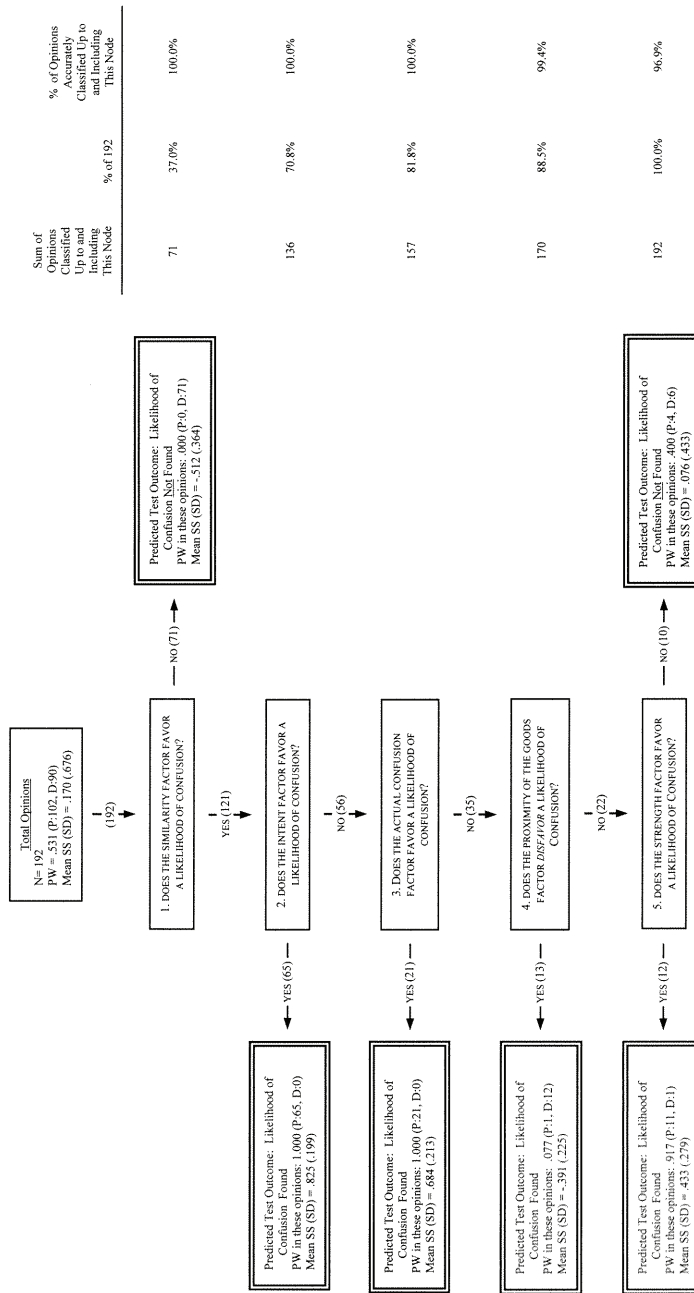 Total Opinions
N= 192
PW = .531 (P:102, D:90)
Mean SS (SD) = .170 (.676)
(192)
1. DOES THE SIMILARITY FACTOR FAVOR
A LIKELIHOOD OF CONFUSION?
NO (71)
Predicted Test Outcome: Likelihood of
Confusion Not Found
PW in these opinions: .000 (P:0, D:71)
Mean SS (SD) = -.512 (.364)
YES (121)
2. DOES THE INTENT FACTOR FAVOR A
LIKELIHOOD OF CONFUSION?
YES (65)
Predicted Test Outcome: Likelihood of
Confusion Found
PW in these opinions: 1.000 (P:65, D:0)
Mean SS (SD) = .825 (.199)
NO (56)
3. DOES THE ACTUAL CONFUSION
FACTOR FAVOR A LIKELIHOOD OF
CONFUSION?
YES (21)
Predicted Test Outcome: Likelihood of
Confusion Found
PW in these opinions: 1.000 (P:21, D:0)
Mean SS (SD) = .684 (.213)
NO (35)
4. DOES THE PROXIMITY OF THE GOODS
FACTOR DISFAVOR A LIKELIHOOD OF
CONFUSION?
YES (13)
Predicted Test Outcome: Likelihood of
Confusion Found
PW in these opinions: .077 (P:1, D:12)
Mean SS (SD) = -.391 (.225)
NO (22)
5. DOES THE STRENGTH FACTOR FAVOR
A LIKELIHOOD OF CONFUSION?
YES (12)
Predicted Test Outcome: Likelihood of
Confusion Found
PW in these opinions: .917 (P:11, D:1)
Mean SS (SD) = .433 (.279)
NO (10)
Predicted Test Outcome: Likelihood of
Confusion Not Found
PW in these opinions: .400 (P:4, D:6)
Mean SS (SD) = .076 (.433)
Sum of
Opinions
Classified
Up to and
Including
This Node
% of 192
% of Opinions
Accurately
Classified Up to
and Including
This Node
71 37.0% 100.0%
136 70.8% 100.0%
157 81.8% 100.0%
170 88.5% 99.4%
192 100.0% 96.9%